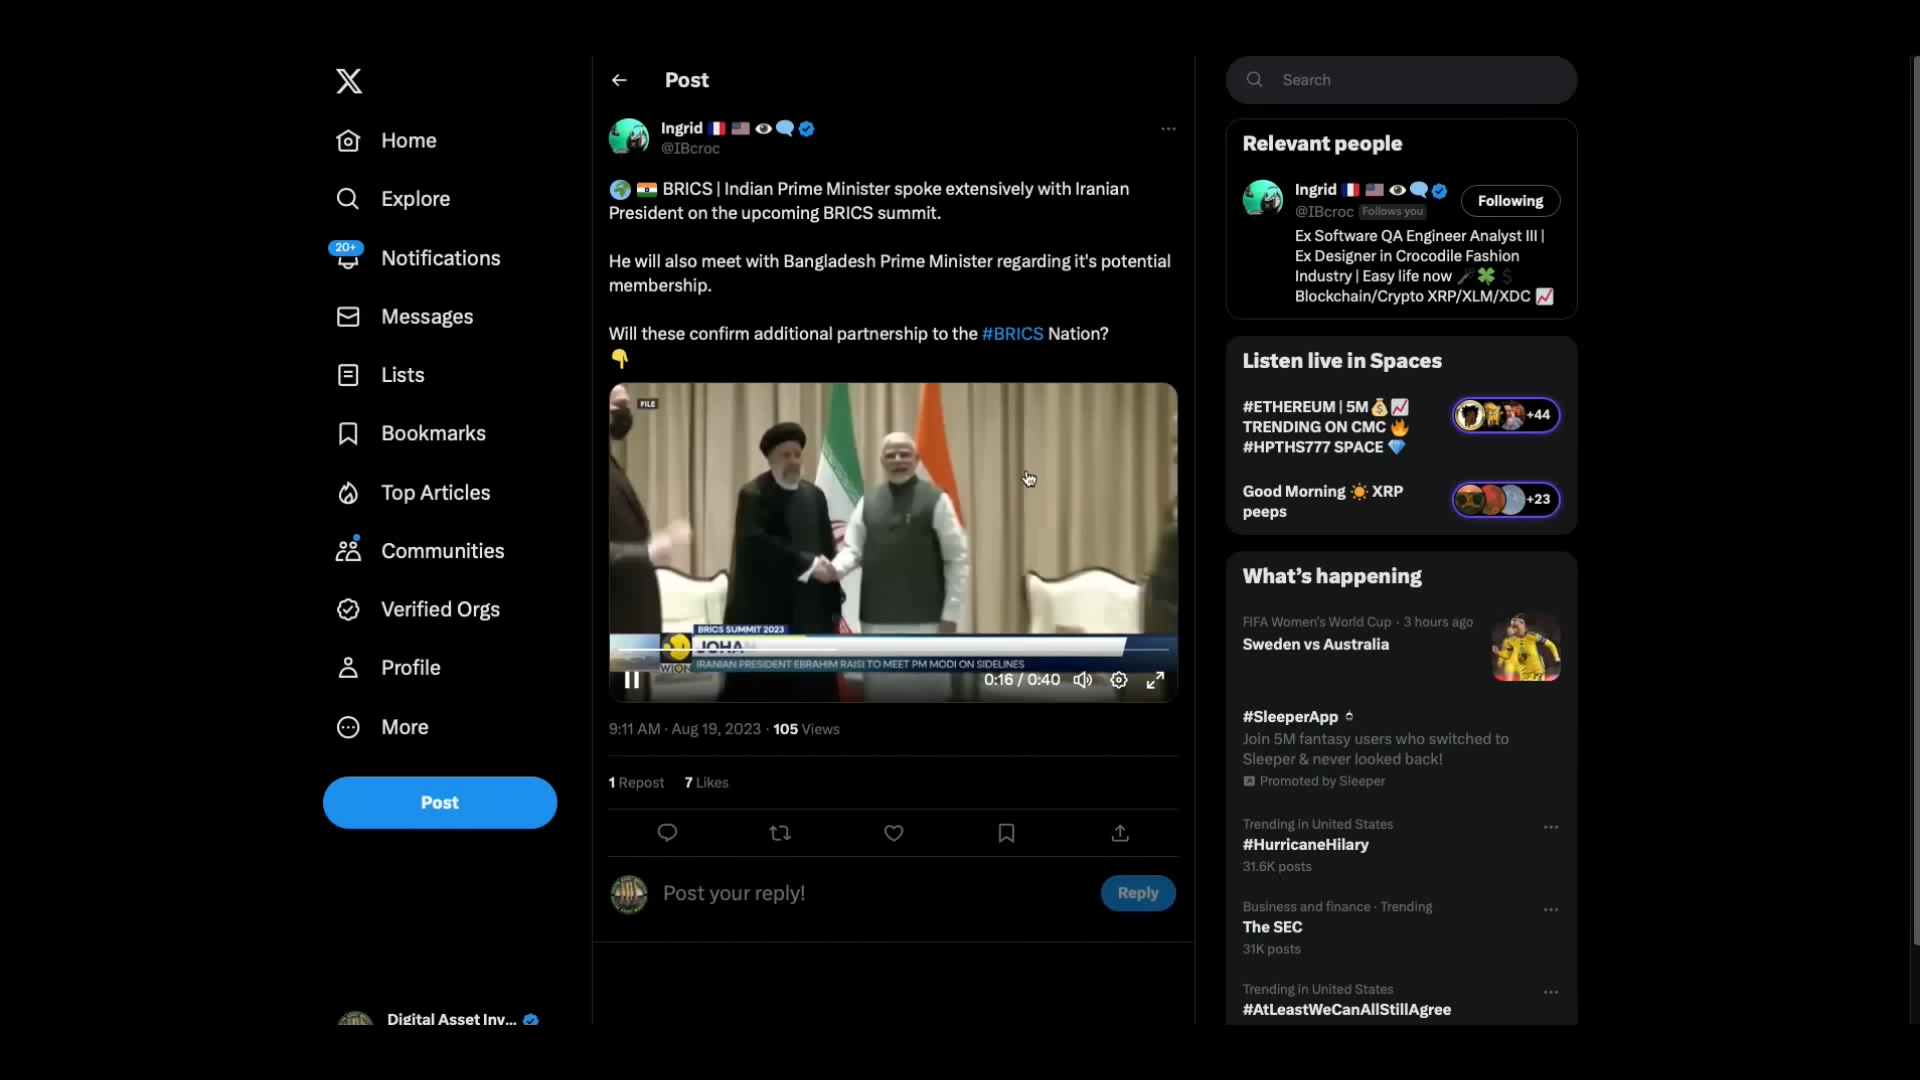 Home
Explore
20+
Notifications
Messages
Lists
Bookmarks
Top Articles
Communities
Verified Orgs
Profile
More
Post
Digital Asset Inv...
Post
Ingrid 🇫🇷 🇺🇸 👁️🗨️
@IBcroc
🌍 🇮🇳 BRICS | Indian Prime Minister spoke extensively with Iranian
President on the upcoming BRICS summit.
He will also meet with Bangladesh Prime Minister regarding it's potential
membership.
Will these confirm additional partnership to the #BRICS Nation?
👇
FILE
BRICS SUMMIT 2023
JOHA
WION
IRANIAN PRESIDENT EBRAHIM RAISI TO MEET PM MODI ON SIDELINES
0:16 / 0:40
9:11 AM · Aug 19, 2023 · 105 Views
1 Repost 7 Likes
Post your reply!
Reply
Search
Relevant people
Ingrid 🇫🇷 🇺🇸 👁️🗨️
@IBcroc Follows you
Following
Ex Software QA Engineer Analyst III |
Ex Designer in Crocodile Fashion
Industry | Easy life now 🎤🍀💲
Blockchain/Crypto XRP/XLM/XDC 📈
Listen live in Spaces
#ETHEREUM | 5M💰📈
TRENDING ON CMC 🔥
#HPTHS777 SPACE 💎
+44
Good Morning ☀️ XRP
peeps
+23
What's happening
FIFA Women's World Cup · 3 hours ago
Sweden vs Australia
#SleeperApp
Join 5M fantasy users who switched to
Sleeper & never looked back!
Promoted by Sleeper
Trending in United States
#HurricaneHilary
31.6K posts
Business and finance · Trending
The SEC
31K posts
Trending in United States
#AtLeastWeCanAllStillAgree